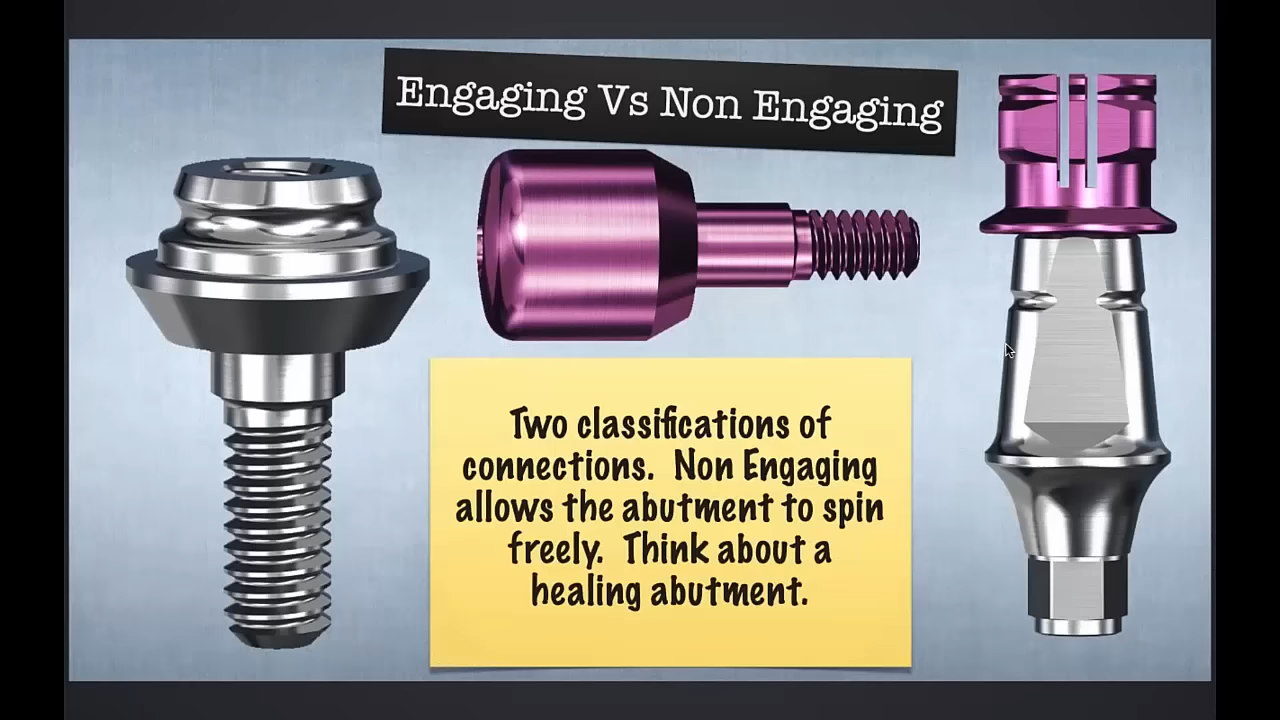 Engaging Vs Non Engaging
Two classifications of
connections. Non Engaging
allows the abutment to spin
freely. Think about a
healing abutment.